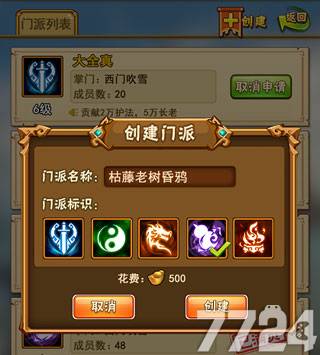 门派列表
创建
返回
大全真
掌门：西门吹雪
成员数：20
取消申请
6级
贡献2万护法，5万长老
创建门派
门派名称：枯藤老树昏鸦
门派标识：
花费： 500
取消
创建
成员数：48
7724